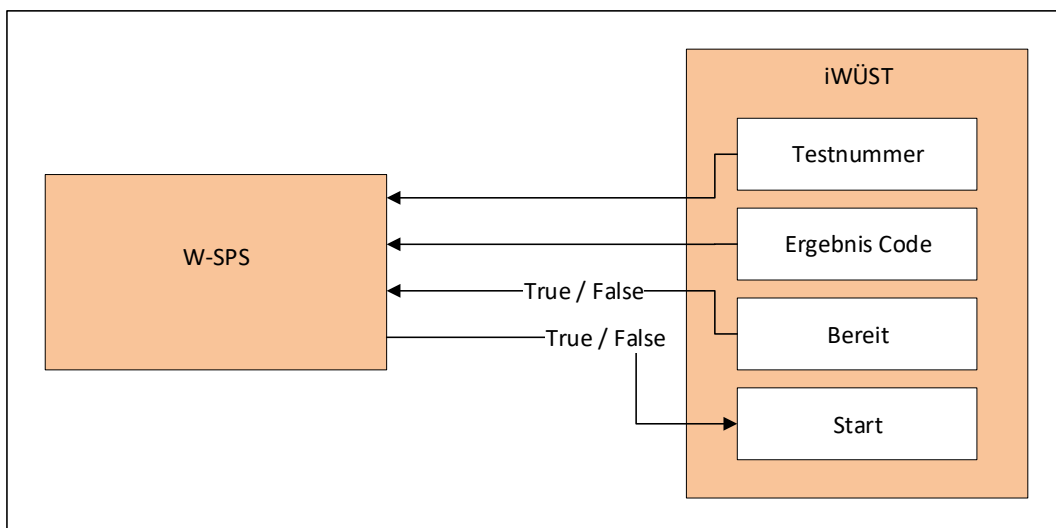 iWÜST
Testnummer
Ergebnis Code
W-SPS
True / False
Bereit
True / False
Start